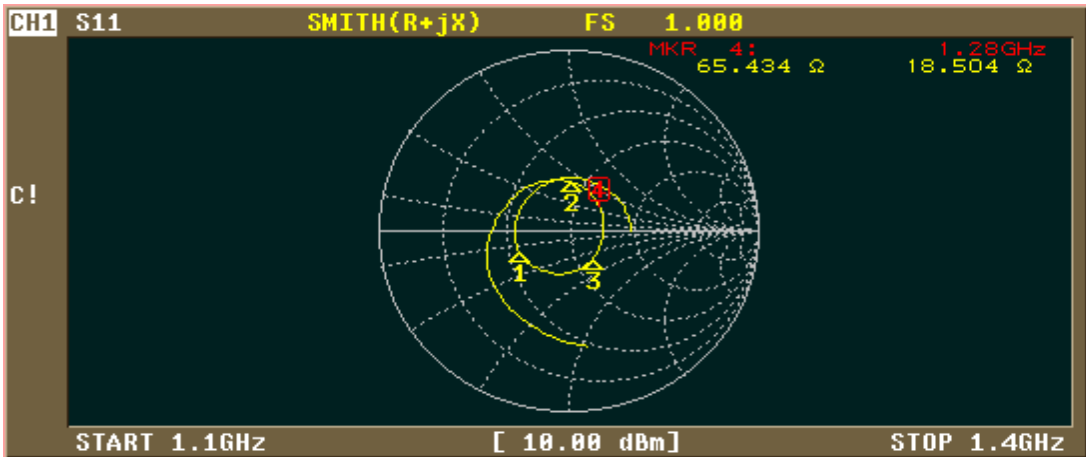 CH1 S11 SMITH(R+jX) FS 1.000
MKR 4: 1.28GHz
65.434 Ω 18.504 Ω
C!
4
2
1
3
START 1.1GHz [ 10.00 dBm] STOP 1.4GHz